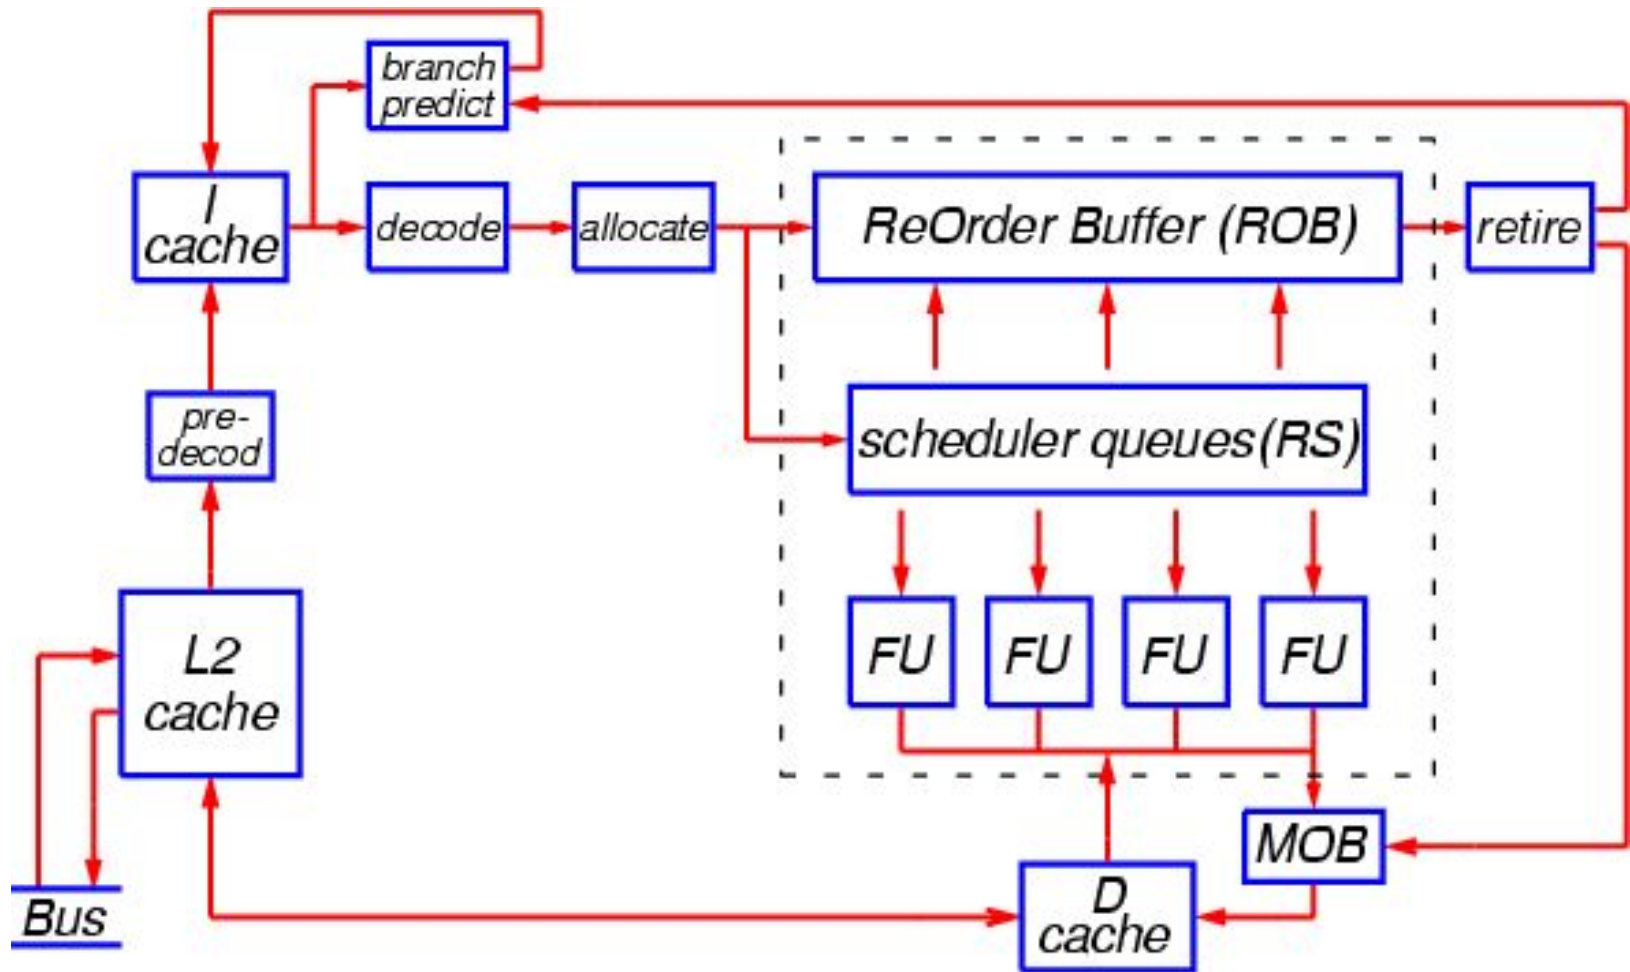 branch
predict
I
cache
decode
allocate
ReOrder Buffer (ROB)
retire
pre-
decod
scheduler queues(RS)
L2
cache
FU
FU
FU
FU
MOB
D
cache
Bus